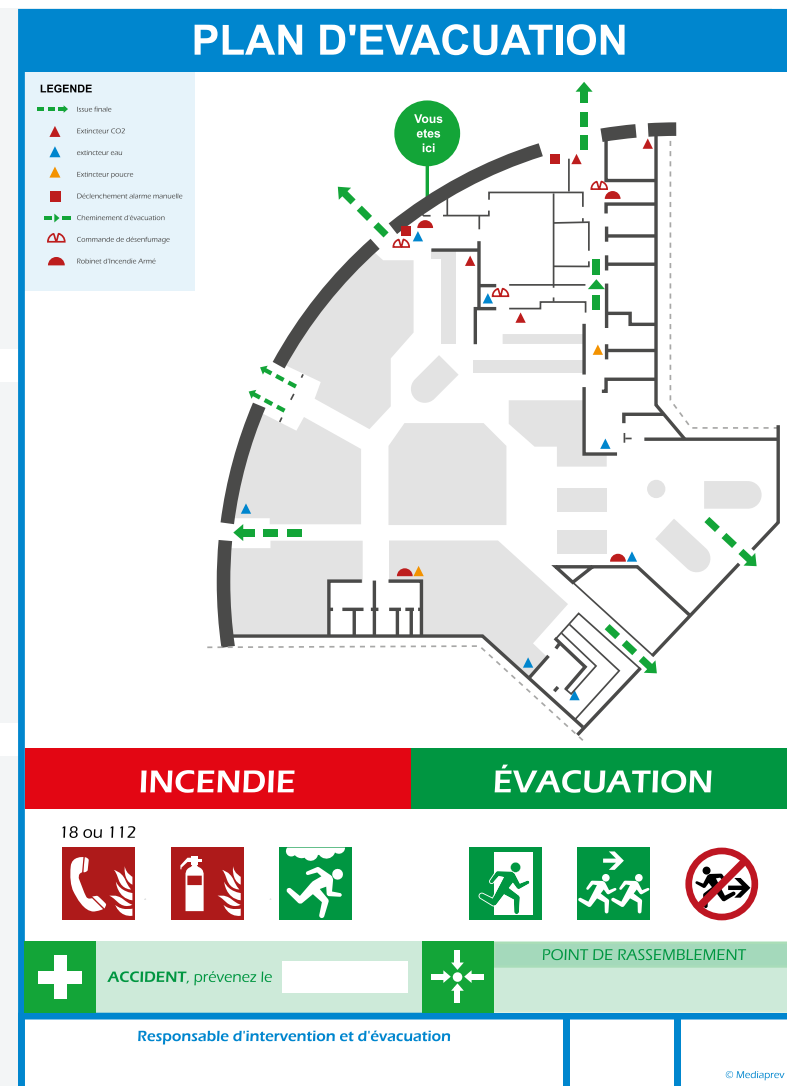 PLAN D'EVACUATION
LEGENDE
Issue finale
Extincteur CO2
extincteur eau
Extincteur poucre
Déclenchement alarme manuelle
Cheminement d'évacuation
Commande de désenfumage
Robinet d'Incendie Armé
Vous
etes
ici
INCENDIE
ÉVACUATION
18 ou 112
ACCIDENT, prévenez le
POINT DE RASSEMBLEMENT
Responsable d'intervention et d'évacuation
© Mediaprev